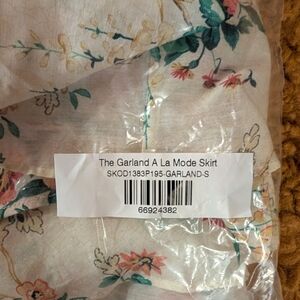 The Garland A La Mode Skirt
SKOD1383P195-GARLAND-S
66924382